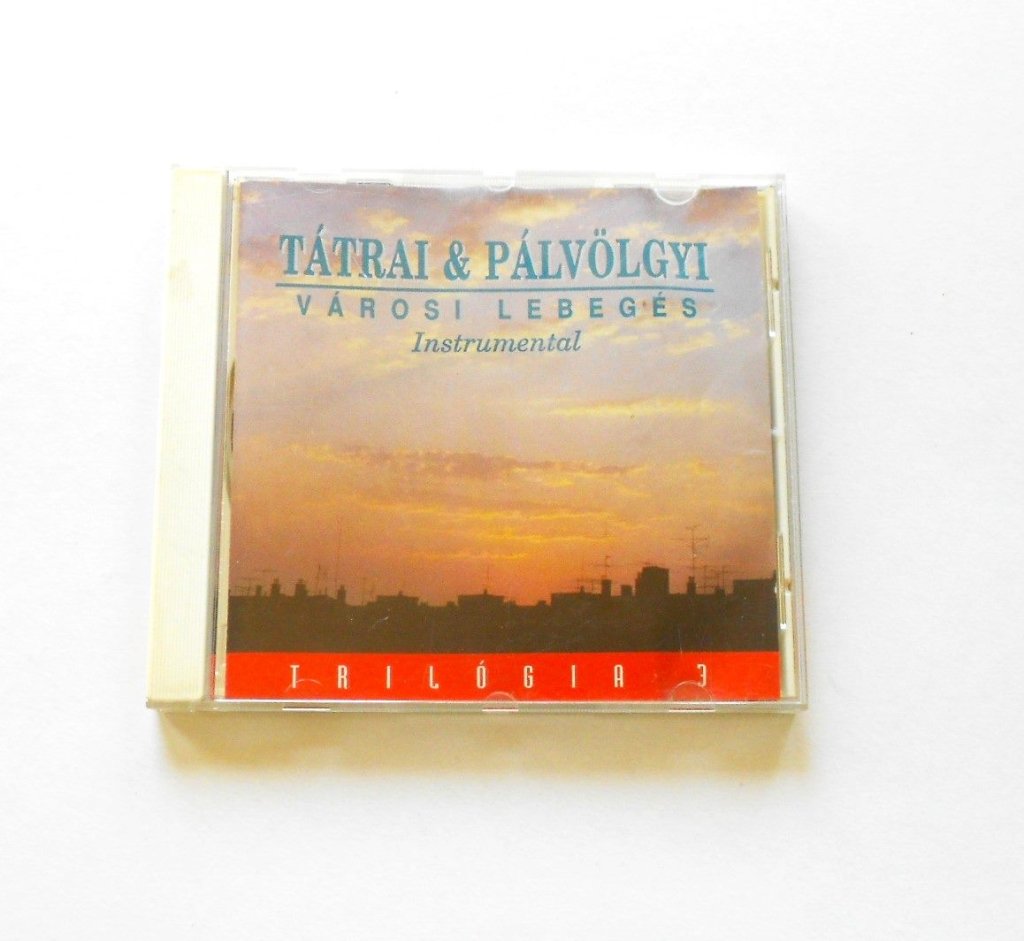 TÁTRAI & PÁLVÖLGYI
VÁROSI LEBEGÉS
Instrumental
TRILÓGIA 3